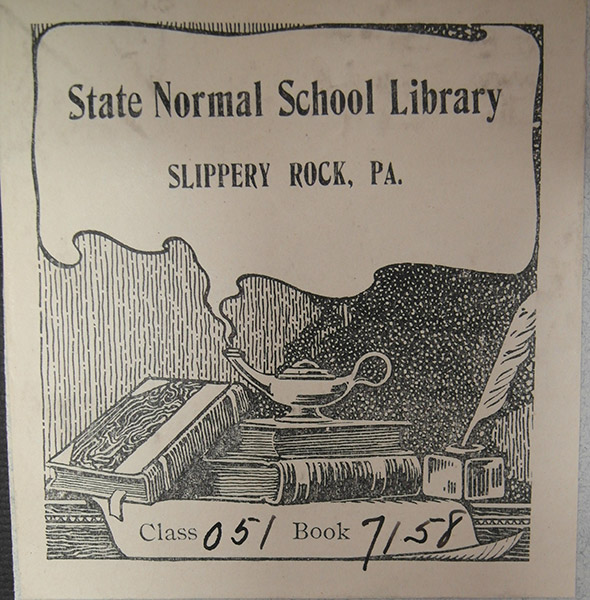 State Normal School Library
SLIPPERY ROCK, PA.
Class 051 Book 7158